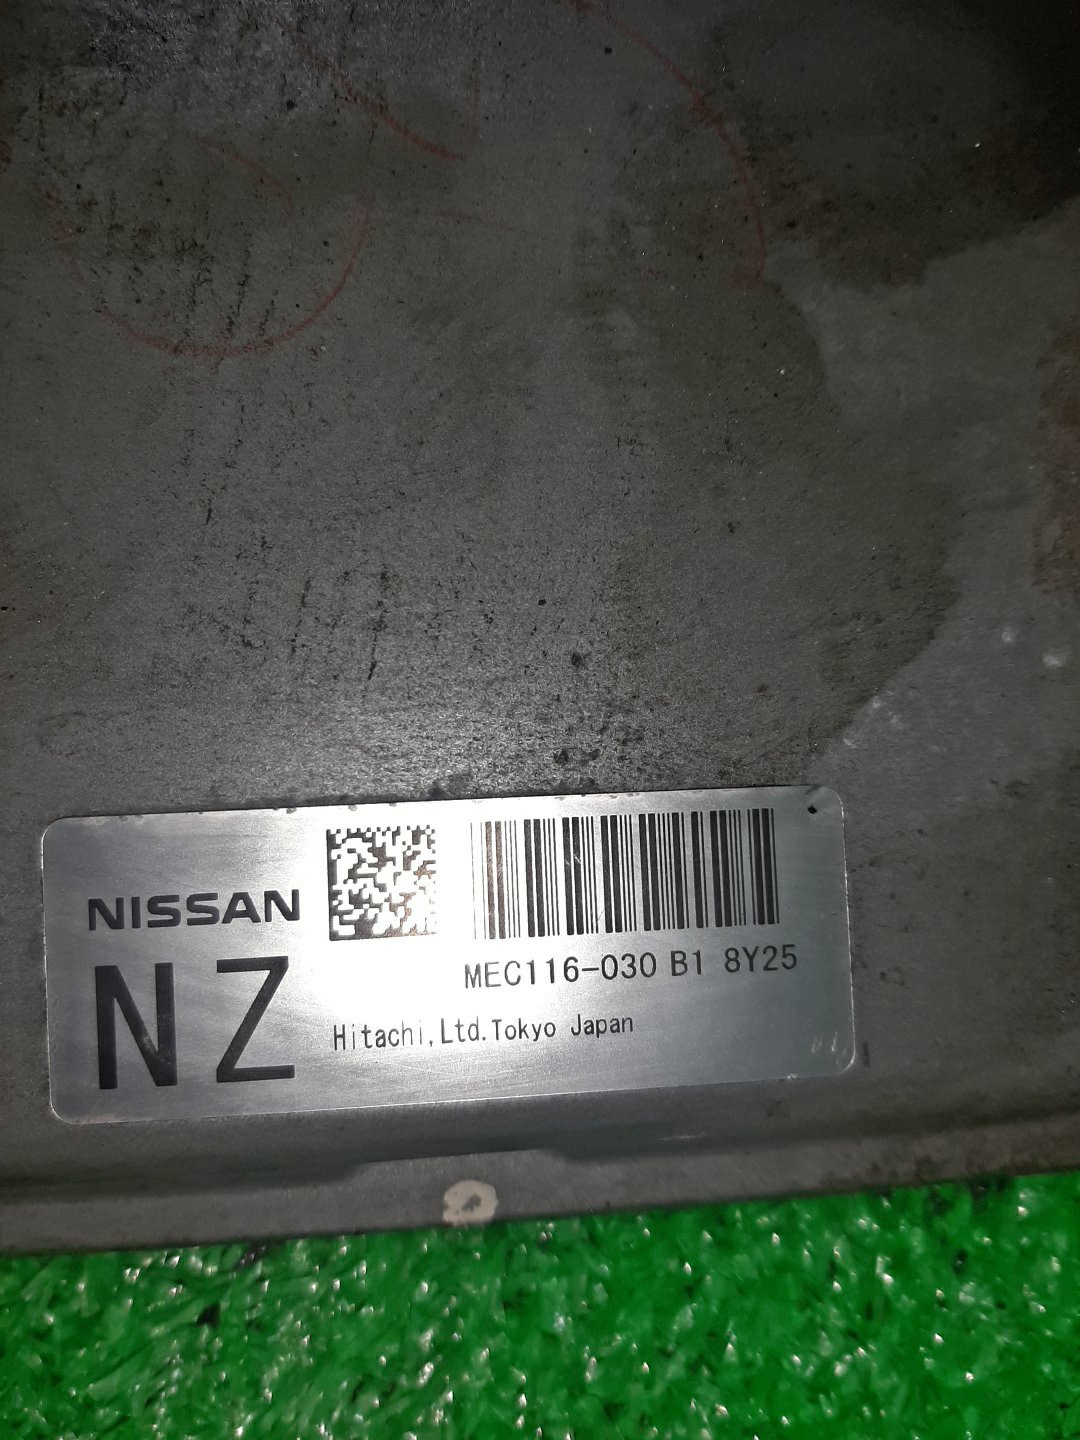 NISSAN
NZ
MEC116-030 B1 8Y25
Hitachi,Ltd.Tokyo Japan